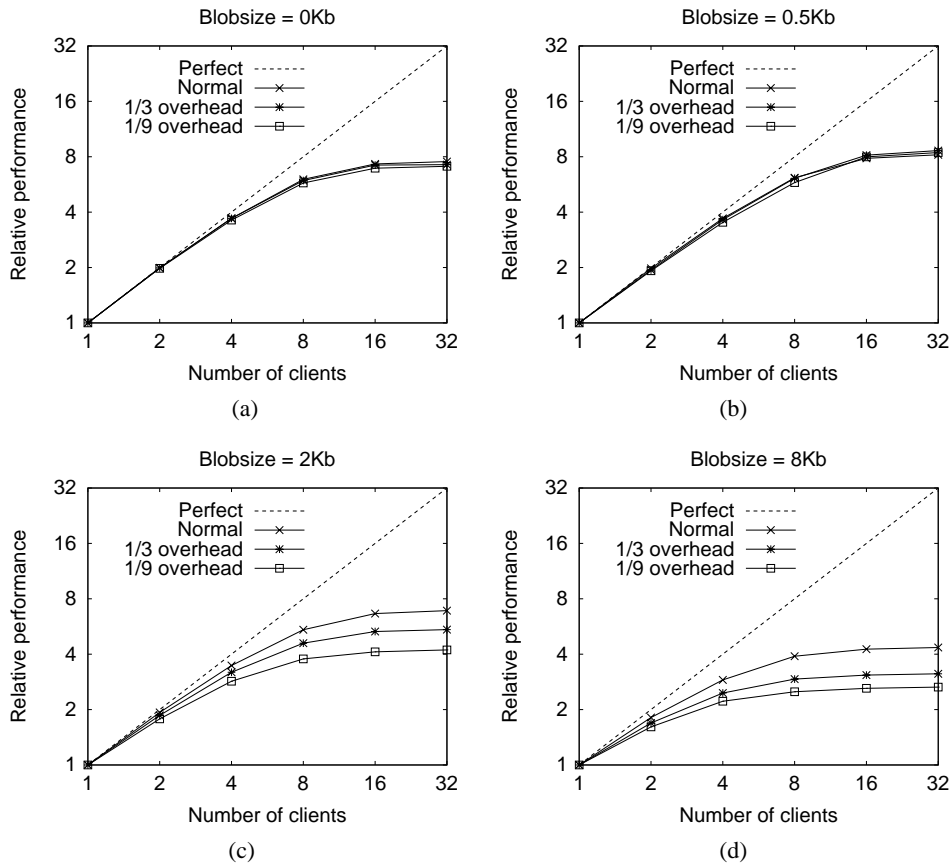 Blobsize = 0Kb
32
16
8
4
2
1
Relative performance
Perfect
Normal
1/3 overhead
1/9 overhead
1 2 4 8 16 32
Number of clients
(a)
Blobsize = 0.5Kb
32
16
8
4
2
1
Relative performance
Perfect
Normal
1/3 overhead
1/9 overhead
1 2 4 8 16 32
Number of clients
(b)
Blobsize = 2Kb
32
16
8
4
2
1
Relative performance
Perfect
Normal
1/3 overhead
1/9 overhead
1 2 4 8 16 32
Number of clients
(c)
Blobsize = 8Kb
32
16
8
4
2
1
Relative performance
Perfect
Normal
1/3 overhead
1/9 overhead
1 2 4 8 16 32
Number of clients
(d)